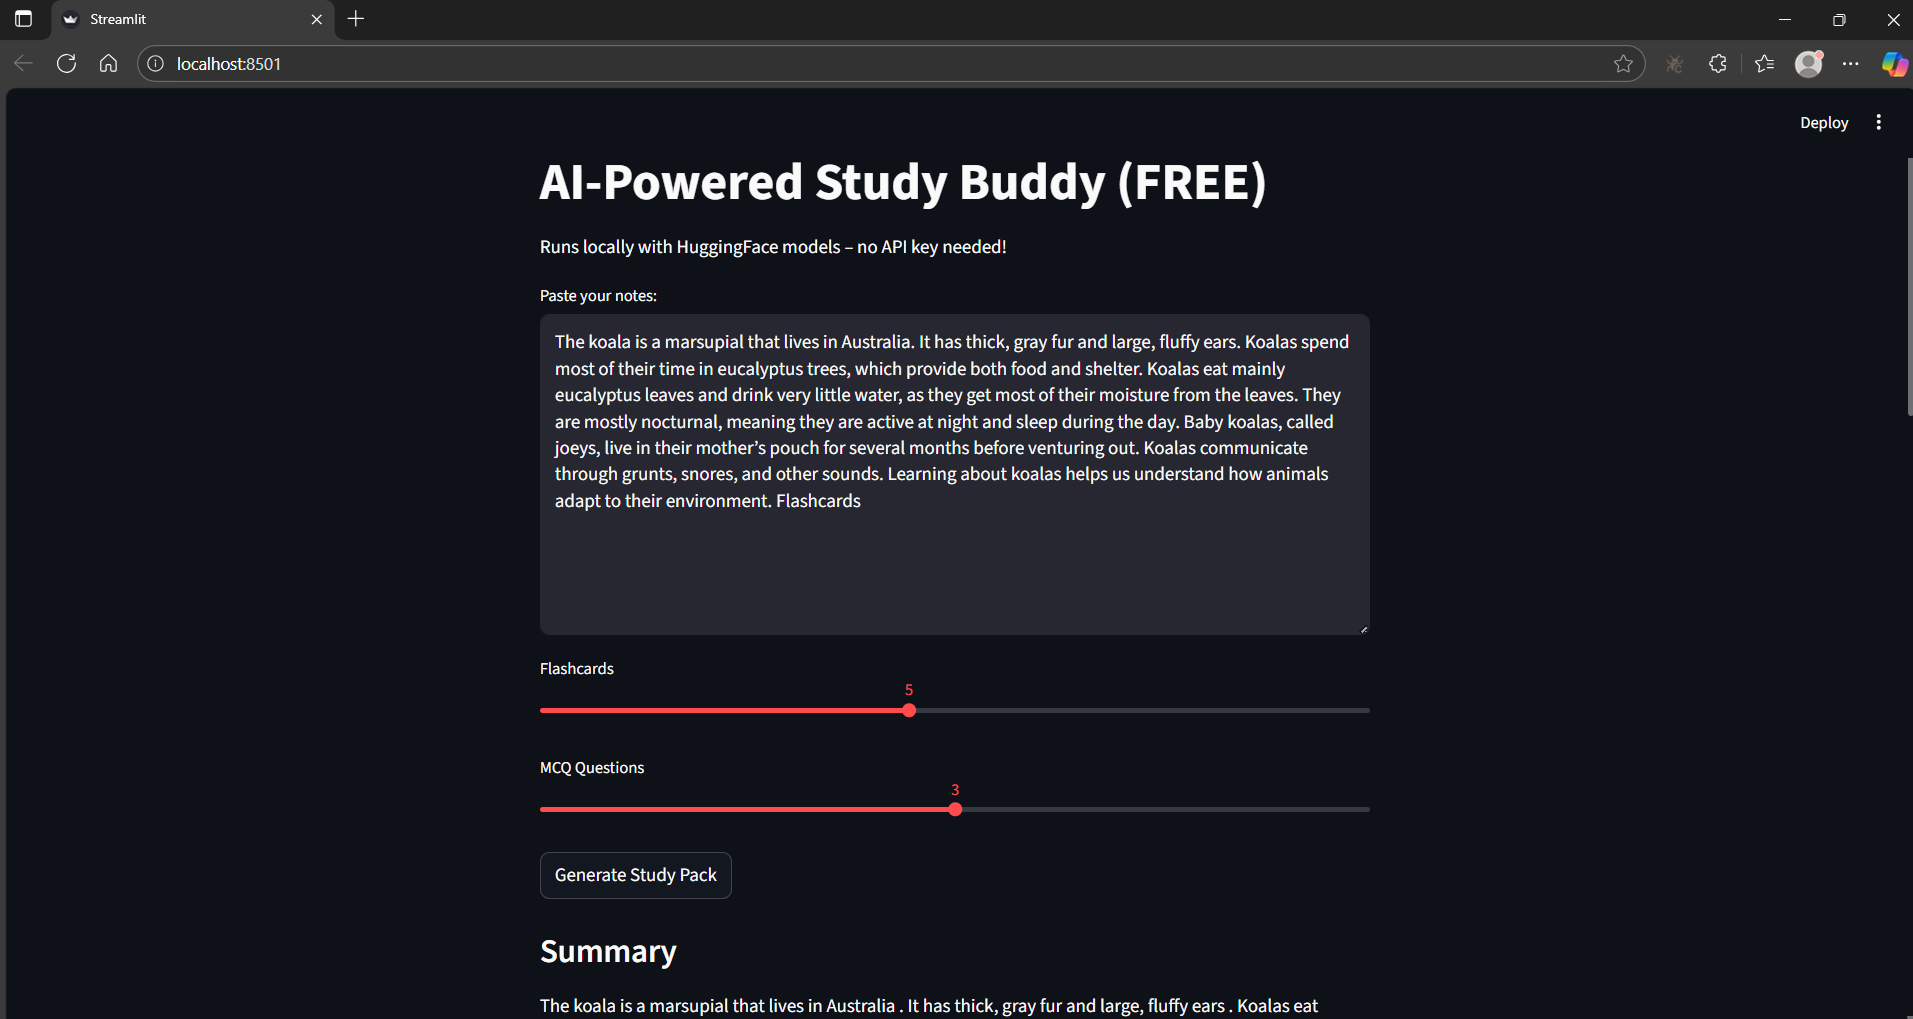 Streamlit
localhost:8501
Deploy
AI-Powered Study Buddy (FREE)
Runs locally with HuggingFace models – no API key needed!
Paste your notes:
The koala is a marsupial that lives in Australia. It has thick, gray fur and large, fluffy ears. Koalas spend
most of their time in eucalyptus trees, which provide both food and shelter. Koalas eat mainly
eucalyptus leaves and drink very little water, as they get most of their moisture from the leaves. They
are mostly nocturnal, meaning they are active at night and sleep during the day. Baby koalas, called
joeys, live in their mother’s pouch for several months before venturing out. Koalas communicate
through grunts, snores, and other sounds. Learning about koalas helps us understand how animals
adapt to their environment. Flashcards
Flashcards
5
MCQ Questions
3
Generate Study Pack
Summary
The koala is a marsupial that lives in Australia . It has thick, gray fur and large, fluffy ears . Koalas eat